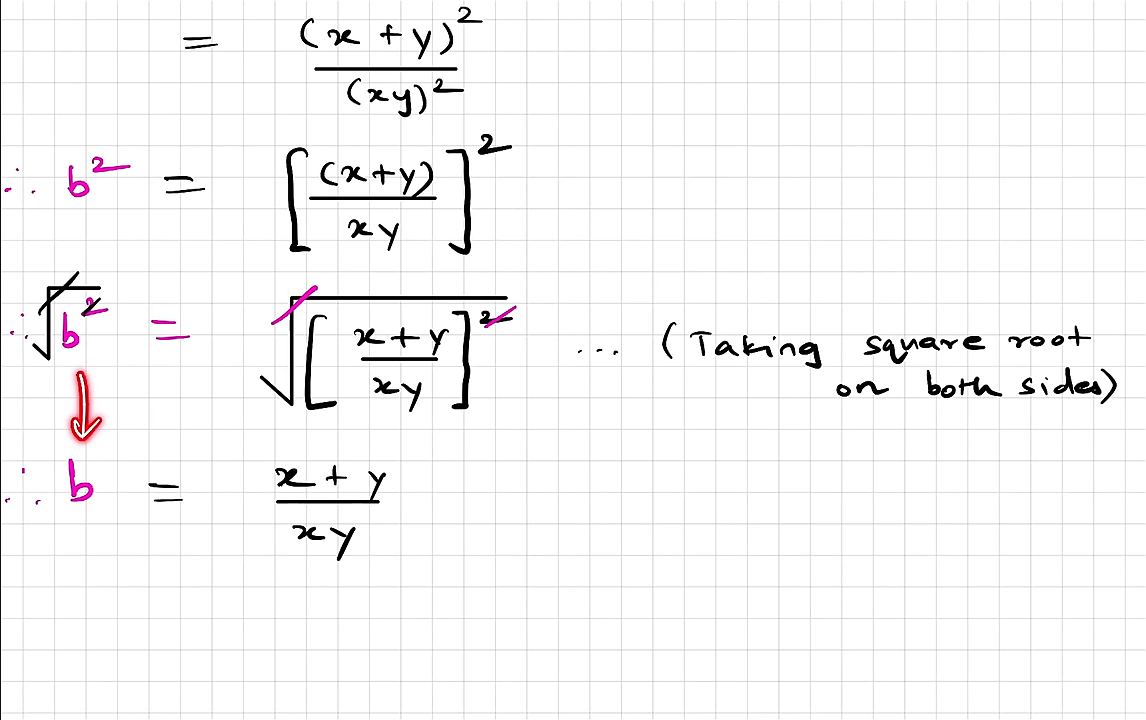 = (x + y)² / (xy)²
∴ b² = [(x+y) / xy]²
∴ √b² = √[x+y / xy]² ... (Taking square root
on both sides)
∴ b = x + y / xy